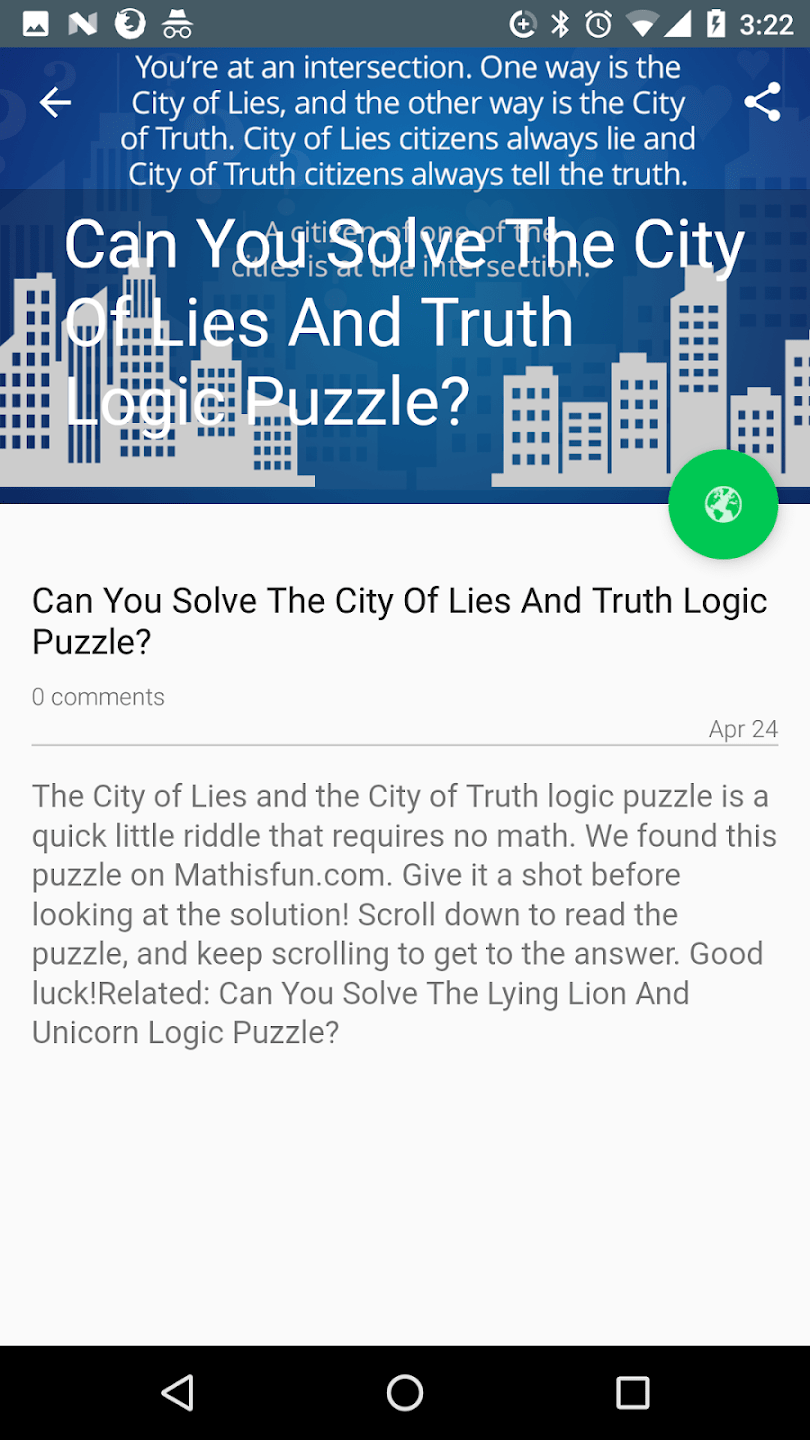 3:22
You're at an intersection. One way is the
City of Lies, and the other way is the City
of Truth. City of Lies citizens always lie and
City of Truth citizens always tell the truth.
A citizen of one of the
cities is at the intersection.
Can You Solve The City
Of Lies And Truth
Logic Puzzle?
Can You Solve The City Of Lies And Truth Logic
Puzzle?
0 comments
Apr 24
The City of Lies and the City of Truth logic puzzle is a
quick little riddle that requires no math. We found this
puzzle on Mathisfun.com. Give it a shot before
looking at the solution! Scroll down to read the
puzzle, and keep scrolling to get to the answer. Good
luck!Related: Can You Solve The Lying Lion And
Unicorn Logic Puzzle?